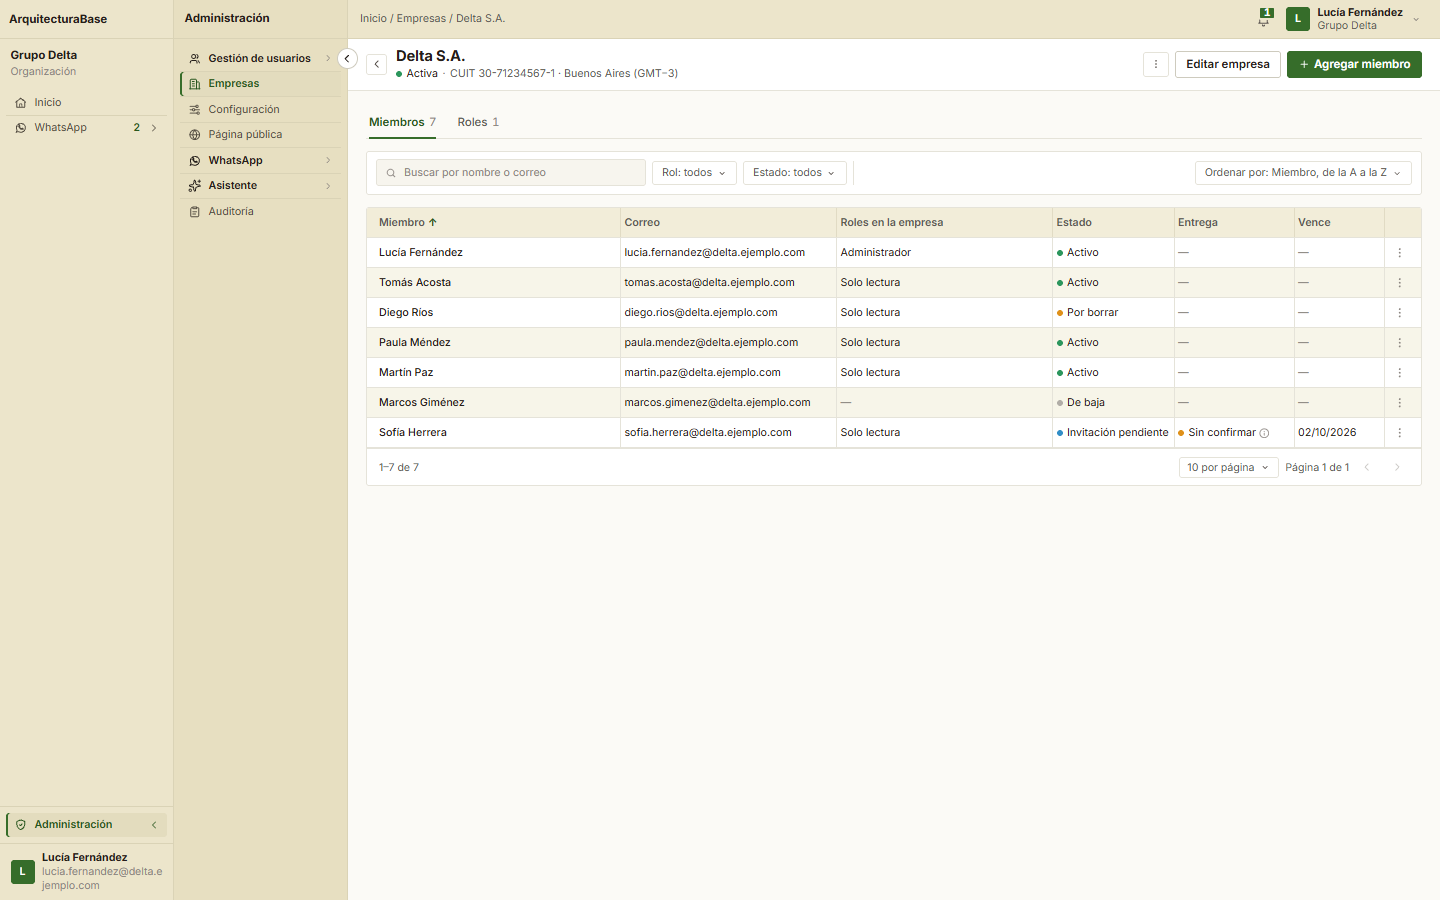 ArquitecturaBase
Grupo Delta
Organización
Inicio
WhatsApp 2
Administración
Lucía Fernández
lucia.fernandez@delta.e
jemplo.com
Administración
Gestión de usuarios
Empresas
Configuración
Página pública
WhatsApp
Asistente
Auditoría
Inicio / Empresas / Delta S.A.
1
L
Lucía Fernández
Grupo Delta
Delta S.A.
Activa · CUIT 30-71234567-1 · Buenos Aires (GMT−3)
Editar empresa
+ Agregar miembro
Miembros 7 Roles 1
Buscar por nombre o correo Rol: todos Estado: todos Ordenar por: Miembro, de la A a la Z
Miembro ↑ Correo Roles en la empresa Estado Entrega Vence
Lucía Fernández lucia.fernandez@delta.ejemplo.com Administrador Activo — —
Tomás Acosta tomas.acosta@delta.ejemplo.com Solo lectura Activo — —
Diego Ríos diego.rios@delta.ejemplo.com Solo lectura Por borrar — —
Paula Méndez paula.mendez@delta.ejemplo.com Solo lectura Activo — —
Martín Paz martin.paz@delta.ejemplo.com Solo lectura Activo — —
Marcos Giménez marcos.gimenez@delta.ejemplo.com — De baja — —
Sofía Herrera sofia.herrera@delta.ejemplo.com Solo lectura Invitación pendiente Sin confirmar 02/10/2026
1–7 de 7 10 por página Página 1 de 1
L